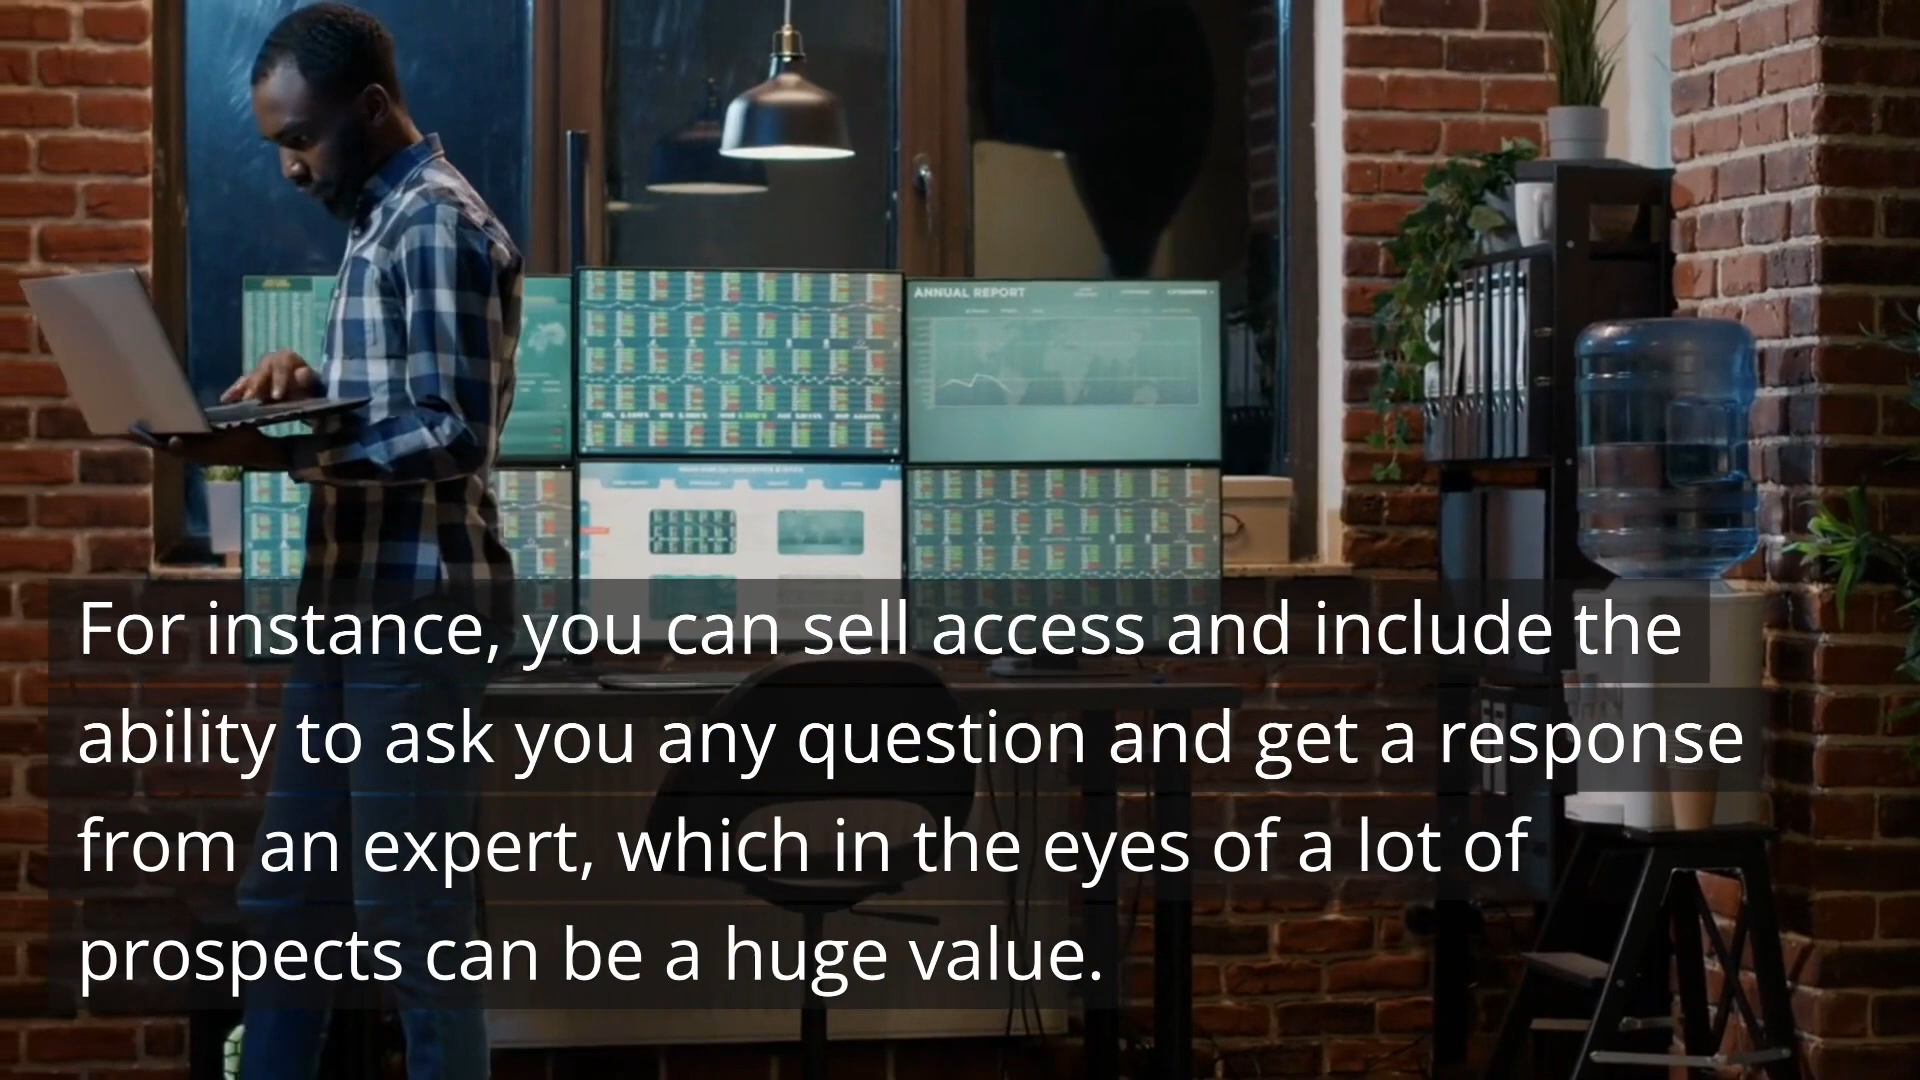 ANNUAL REPORT
For instance, you can sell access and include the
ability to ask you any question and get a response
from an expert, which in the eyes of a lot of
prospects can be a huge value.